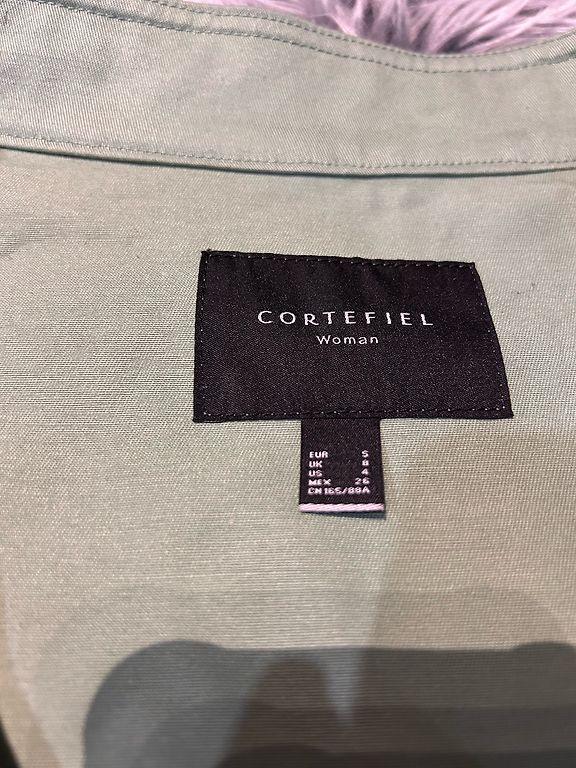 CORTEFIEL
Woman
EUR S
UK 8
US 4
MEX 26
CN 165/88A